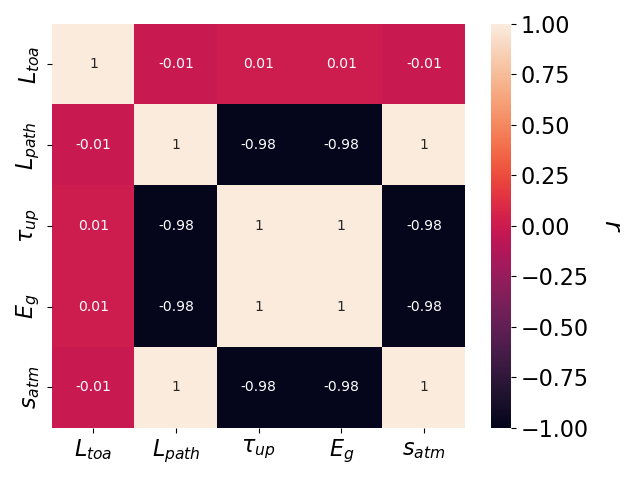 L_toa 1 -0.01 0.01 0.01 -0.01
L_path -0.01 1 -0.98 -0.98 1
τ_up 0.01 -0.98 1 1 -0.98
E_g 0.01 -0.98 1 1 -0.98
s_atm -0.01 1 -0.98 -0.98 1
L_toa L_path τ_up E_g s_atm
1.00
0.75
0.50
0.25
0.00
−0.25
−0.50
−0.75
−1.00
r